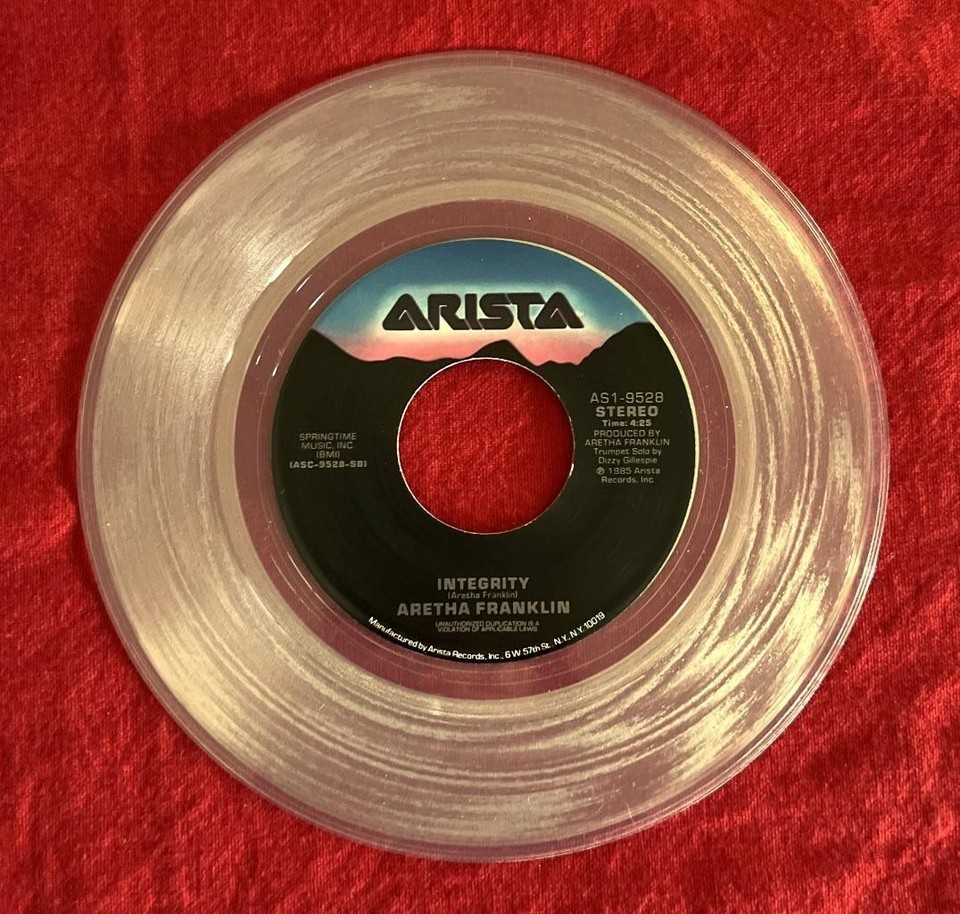 ARISTA
SPRINGTIME
MUSIC, INC.
(BMI)
(ASC-9528-SB)
AS1-9528
STEREO
Time: 4:25
PRODUCED BY
ARETHA FRANKLIN
Trumpet Solo by
Dizzy Gillespie
℗ 1985 Arista
Records, Inc.
INTEGRITY
(Aretha Franklin)
ARETHA FRANKLIN
UNAUTHORIZED DUPLICATION IS A
VIOLATION OF APPLICABLE LAWS
Manufactured by Arista Records, Inc., 6 W 57th St., N.Y., N.Y. 10019